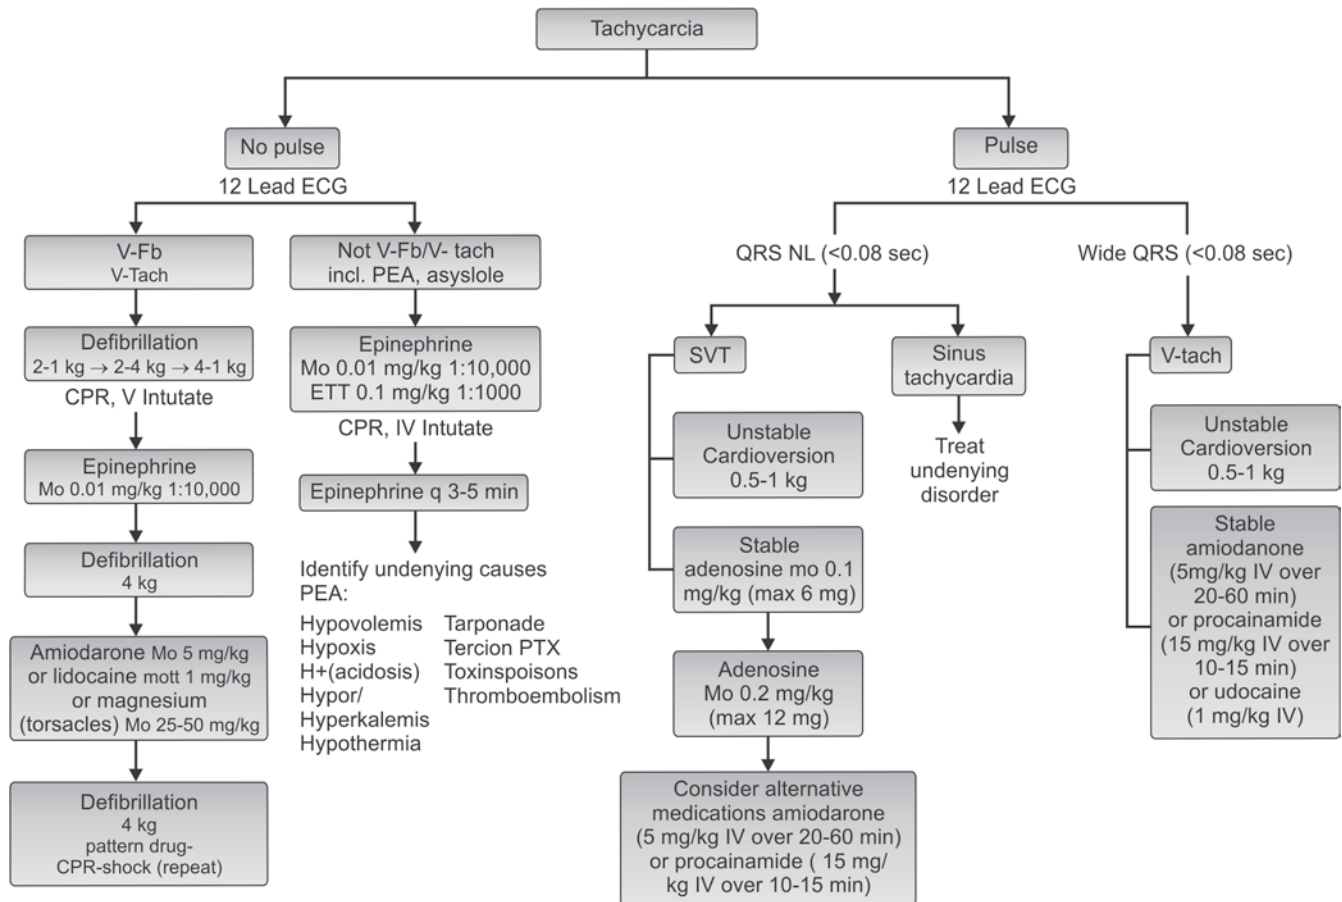 Tachycarcia
No pulse
12 Lead ECG
V-Fb
V-Tach
Defibrillation
2-1 kg → 2-4 kg → 4-1 kg
CPR, V Intutate
Epinephrine
Mo 0.01 mg/kg 1:10,000
Defibrillation
4 kg
Amiodarone Mo 5 mg/kg
or lidocaine mott 1 mg/kg
or magnesium
(torsacles) Mo 25-50 mg/kg
Defibrillation
4 kg
pattern drug-
CPR-shock (repeat)
Not V-Fb/V- tach
incl. PEA, asyslole
Epinephrine
Mo 0.01 mg/kg 1:10,000
ETT 0.1 mg/kg 1:1000
CPR, IV Intutate
Epinephrine q 3-5 min
Identify undenying causes
PEA:
Hypovolemis
Hypoxis
H+(acidosis)
Hypor/
Hyperkalemis
Hypothermia
Tarponade
Tercion PTX
Toxinspoisons
Thromboembolism
Pulse
12 Lead ECG
QRS NL (<0.08 sec)
SVT
Unstable
Cardioversion
0.5-1 kg
Stable
adenosine mo 0.1
mg/kg (max 6 mg)
Adenosine
Mo 0.2 mg/kg
(max 12 mg)
Consider alternative
medications amiodarone
(5 mg/kg IV over 20-60 min)
or procainamide ( 15 mg/
kg IV over 10-15 min)
Sinus
tachycardia
Treat
undenying
disorder
Wide QRS (<0.08 sec)
V-tach
Unstable
Cardioversion
0.5-1 kg
Stable
amiodanone
(5mg/kg IV over
20-60 min)
or procainamide
(15 mg/kg IV over
10-15 min)
or udocaine
(1 mg/kg IV)